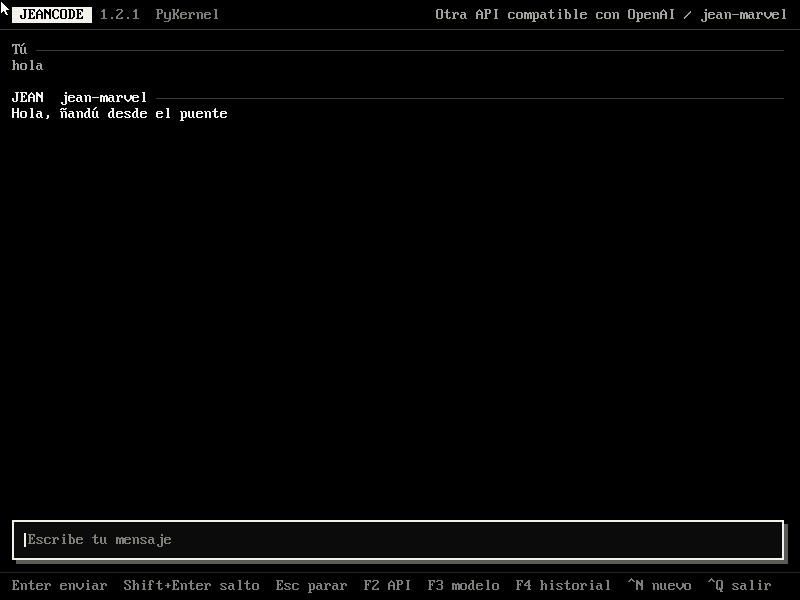 JEANCODE 1.2.1 PyKernel Otra API compatible con OpenAI / jean-marvel
Tú
hola
JEAN jean-marvel
Hola, ñandú desde el puente
Escribe tu mensaje
Enter enviar Shift+Enter salto Esc parar F2 API F3 modelo F4 historial ^N nuevo ^Q salir